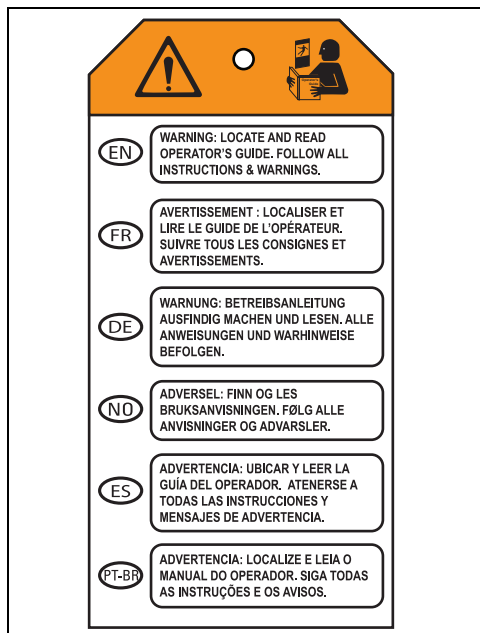 EN
WARNING: LOCATE AND READ
OPERATOR'S GUIDE. FOLLOW ALL
INSTRUCTIONS & WARNINGS.
FR
AVERTISSEMENT : LOCALISER ET
LIRE LE GUIDE DE L'OPÉRATEUR.
SUIVRE TOUS LES CONSIGNES ET
AVERTISSEMENTS.
DE
WARNUNG: BETREIBSANLEITUNG
AUSFINDIG MACHEN UND LESEN. ALLE
ANWEISUNGEN UND WARHINWEISE
BEFOLGEN.
NO
ADVERSEL: FINN OG LES
BRUKSANVISNINGEN. FØLG ALLE
ANVISNINGER OG ADVARSLER.
ES
ADVERTENCIA: UBICAR Y LEER LA
GUÍA DEL OPERADOR. ATENERSE A
TODAS LAS INSTRUCCIONES Y
MENSAJES DE ADVERTENCIA.
PT-BR
ADVERTENCIA: LOCALIZE E LEIA O
MANUAL DO OPERADOR. SIGA TODAS
AS INSTRUÇÕES E OS AVISOS.